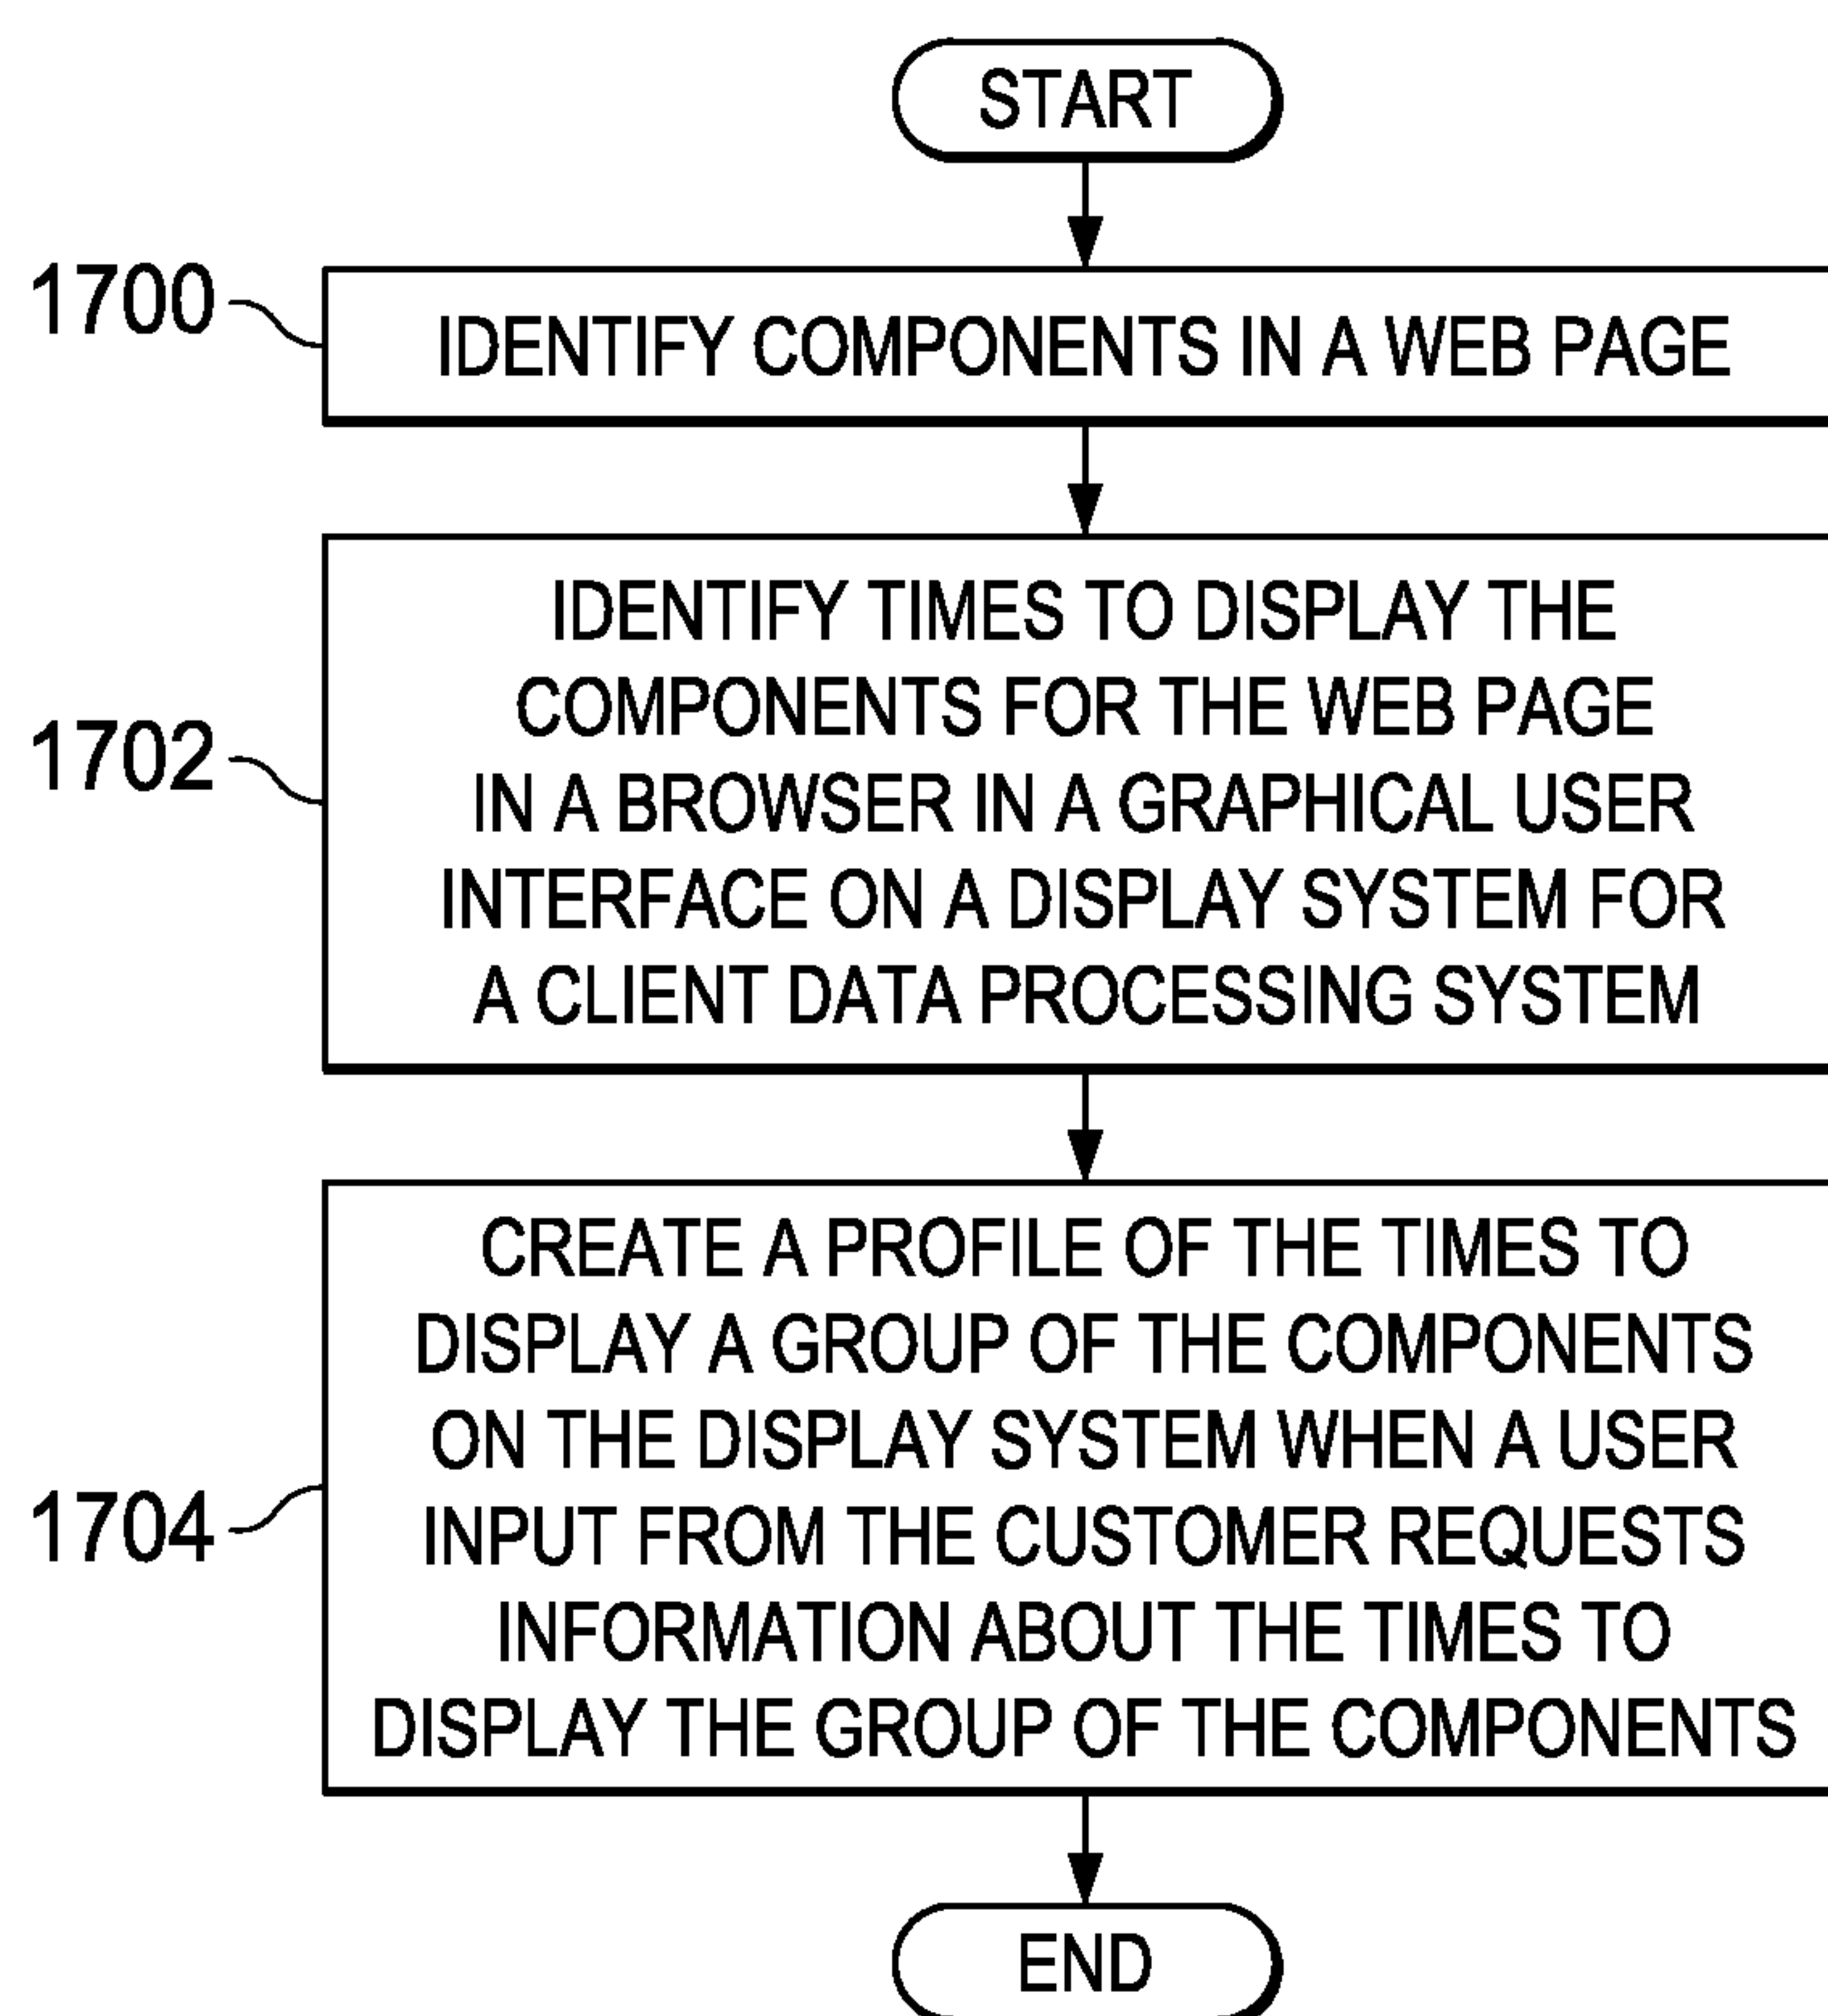 START
1700
IDENTIFY COMPONENTS IN A WEB PAGE
1702
IDENTIFY TIMES TO DISPLAY THE
COMPONENTS FOR THE WEB PAGE
IN A BROWSER IN A GRAPHICAL USER
INTERFACE ON A DISPLAY SYSTEM FOR
A CLIENT DATA PROCESSING SYSTEM
1704
CREATE A PROFILE OF THE TIMES TO
DISPLAY A GROUP OF THE COMPONENTS
ON THE DISPLAY SYSTEM WHEN A USER
INPUT FROM THE CUSTOMER REQUESTS
INFORMATION ABOUT THE TIMES TO
DISPLAY THE GROUP OF THE COMPONENTS
END